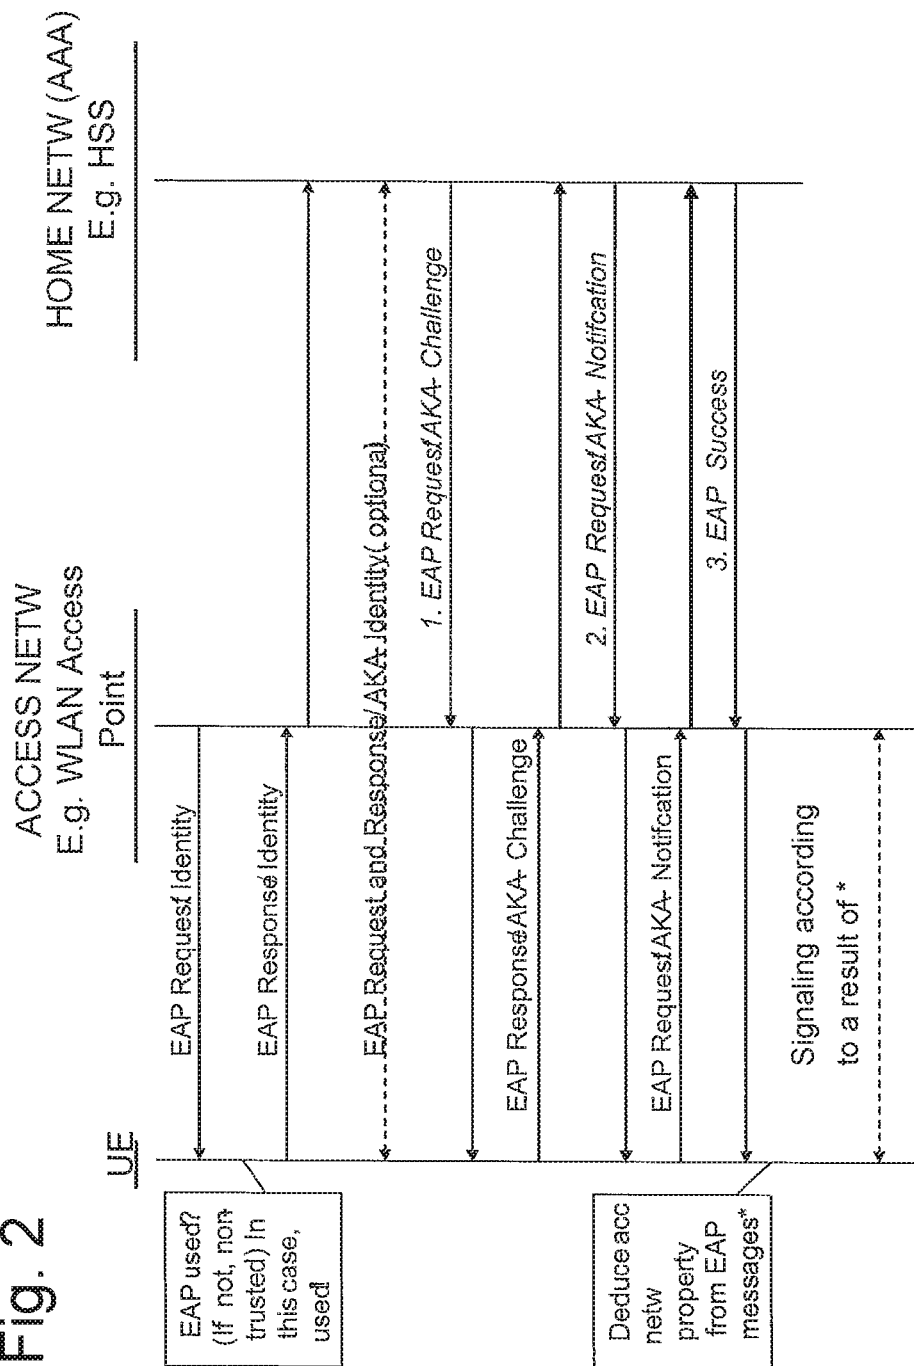 Fig. 2
UE
ACCESS NETW
E.g. WLAN Access
Point
HOME NETW (AAA)
E.g. HSS
EAP used?
(If not, non-
trusted) In
this case,
used!
EAP Request/Identity
EAP Response/Identity
EAP Request and Response/AKA-Identity( optional)
1. EAP Request/AKA- Challenge
EAP Response/AKA- Challenge
2. EAP Request/AKA- Notifcation
EAP Request/AKA- Notifcation
3. EAP Success
Deduce acc
netw
property
from EAP
messages*
Signaling according
to a result of *